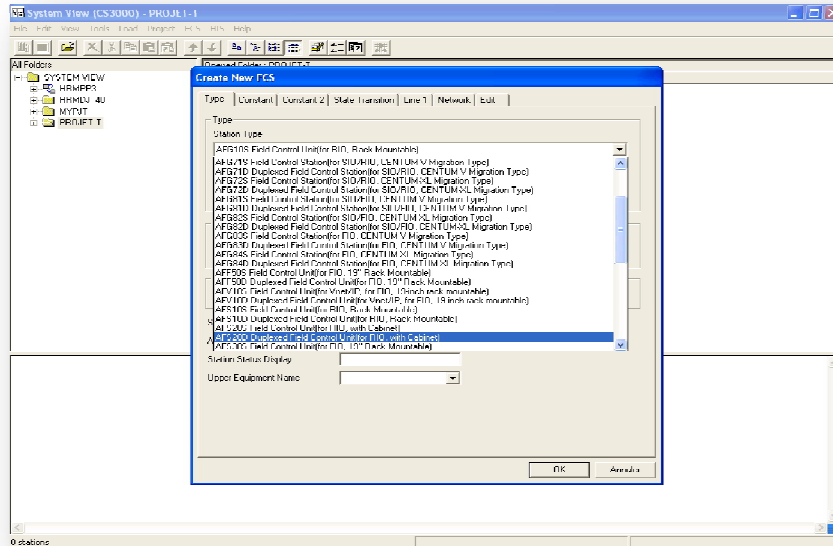 System View (CS3000) - PROJET-T
File Edit View Tools Load Project FCS HIS Help
All Folders
Opened Folder : PROJET-T
SYSTEM VIEW
MYPJT
PROJET-T
Create New FCS
Type Constant Constant 2 State Transition Line 1 Network Edit
Type
Station Type
AFG10S Field Control Unit(for RIO, Rack Mountable)
AFG71S Field Control Station(for SIO/RIO, CENTUM V Migration Type)
AFG71D Duplexed Field Control Station(for SIO/RIO, CENTUM V Migration Type)
AFG72S Field Control Station(for SIO/RIO, CENTUM-XL Migration Type)
AFG72D Duplexed Field Control Station(for SIO/RIO, CENTUM-XL Migration Type)
AFG81S Field Control Station(for SIO/FIO, CENTUM V Migration Type)
AFG81D Duplexed Field Control Station(for SIO/FIO, CENTUM V Migration Type)
AFG82S Field Control Station(for SIO/FIO, CENTUM-XL Migration Type)
AFG82D Duplexed Field Control Station(for SIO/FIO, CENTUM-XL Migration Type)
AFG83S Field Control Station(for FIO, CENTUM V Migration Type)
AFG83D Duplexed Field Control Station(for FIO, CENTUM V Migration Type)
AFG84S Field Control Station(for FIO, CENTUM-XL Migration Type)
AFG84D Duplexed Field Control Station(for FIO, CENTUM-XL Migration Type)
AFF50S Field Control Unit(for FIO, 19" Rack Mountable)
AFF50D Duplexed Field Control Unit(for FIO, 19" Rack Mountable)
AFV10S Field Control Unit(for Vnet/IP, for FIO, 19-inch rack mountable)
AFV10D Duplexed Field Control Unit(for Vnet/IP, for FIO, 19-inch rack mountable)
AFS10S Field Control Unit(for RIO, Rack Mountable)
AFS10D Duplexed Field Control Unit(for RIO, Rack Mountable)
AFS20S Field Control Unit(for RIO, with Cabinet)
AFS20D Duplexed Field Control Unit(for RIO, with Cabinet)
AFS30S Field Control Unit(for FIO, 19" Rack Mountable)
Station Status Display
Upper Equipment Name
OK Annuler
0 stations